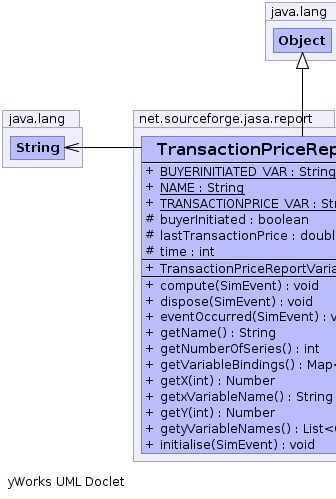 java.lang
Object
java.lang
String
net.sourceforge.jasa.report
TransactionPriceRep
+ BUYERINITIATED_VAR : String
+ NAME : String
+ TRANSACTIONPRICE_VAR : St
# buyerInitiated : boolean
# lastTransactionPrice : doubl
# time : int
+ TransactionPriceReportVaria
+ compute(SimEvent) : void
+ dispose(SimEvent) : void
+ eventOccurred(SimEvent) : v
+ getName() : String
+ getNumberOfSeries() : int
+ getVariableBindings() : Map<
+ getX(int) : Number
+ getxVariableName() : String
+ getY(int) : Number
+ getyVariableNames() : List<
+ initialise(SimEvent) : void
yWorks UML Doclet